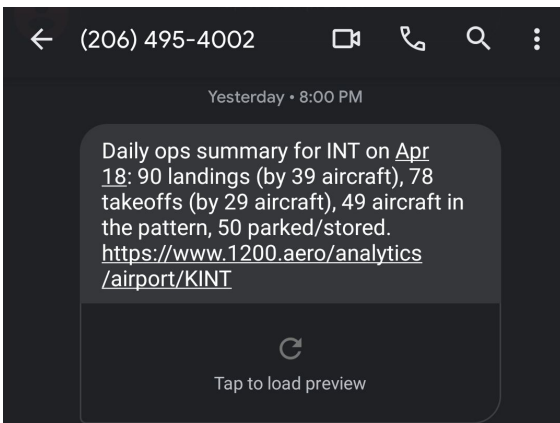 (206) 495-4002
Yesterday • 8:00 PM
Daily ops summary for INT on Apr
18: 90 landings (by 39 aircraft), 78
takeoffs (by 29 aircraft), 49 aircraft in
the pattern, 50 parked/stored.
https://www.1200.aero/analytics
/airport/KINT
Tap to load preview